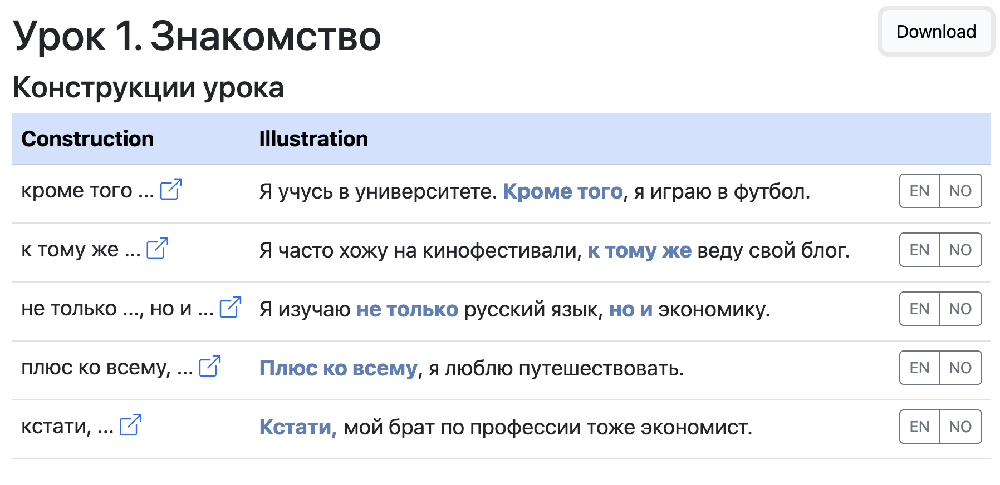 Урок 1. Знакомство
Download
Конструкции урока
Construction Illustration
кроме того ... Я учусь в университете. Кроме того, я играю в футбол. EN NO
к тому же ... Я часто хожу на кинофестивали, к тому же веду свой блог. EN NO
не только ..., но и ... Я изучаю не только русский язык, но и экономику. EN NO
плюс ко всему, ... Плюс ко всему, я люблю путешествовать. EN NO
кстати, ... Кстати, мой брат по профессии тоже экономист. EN NO